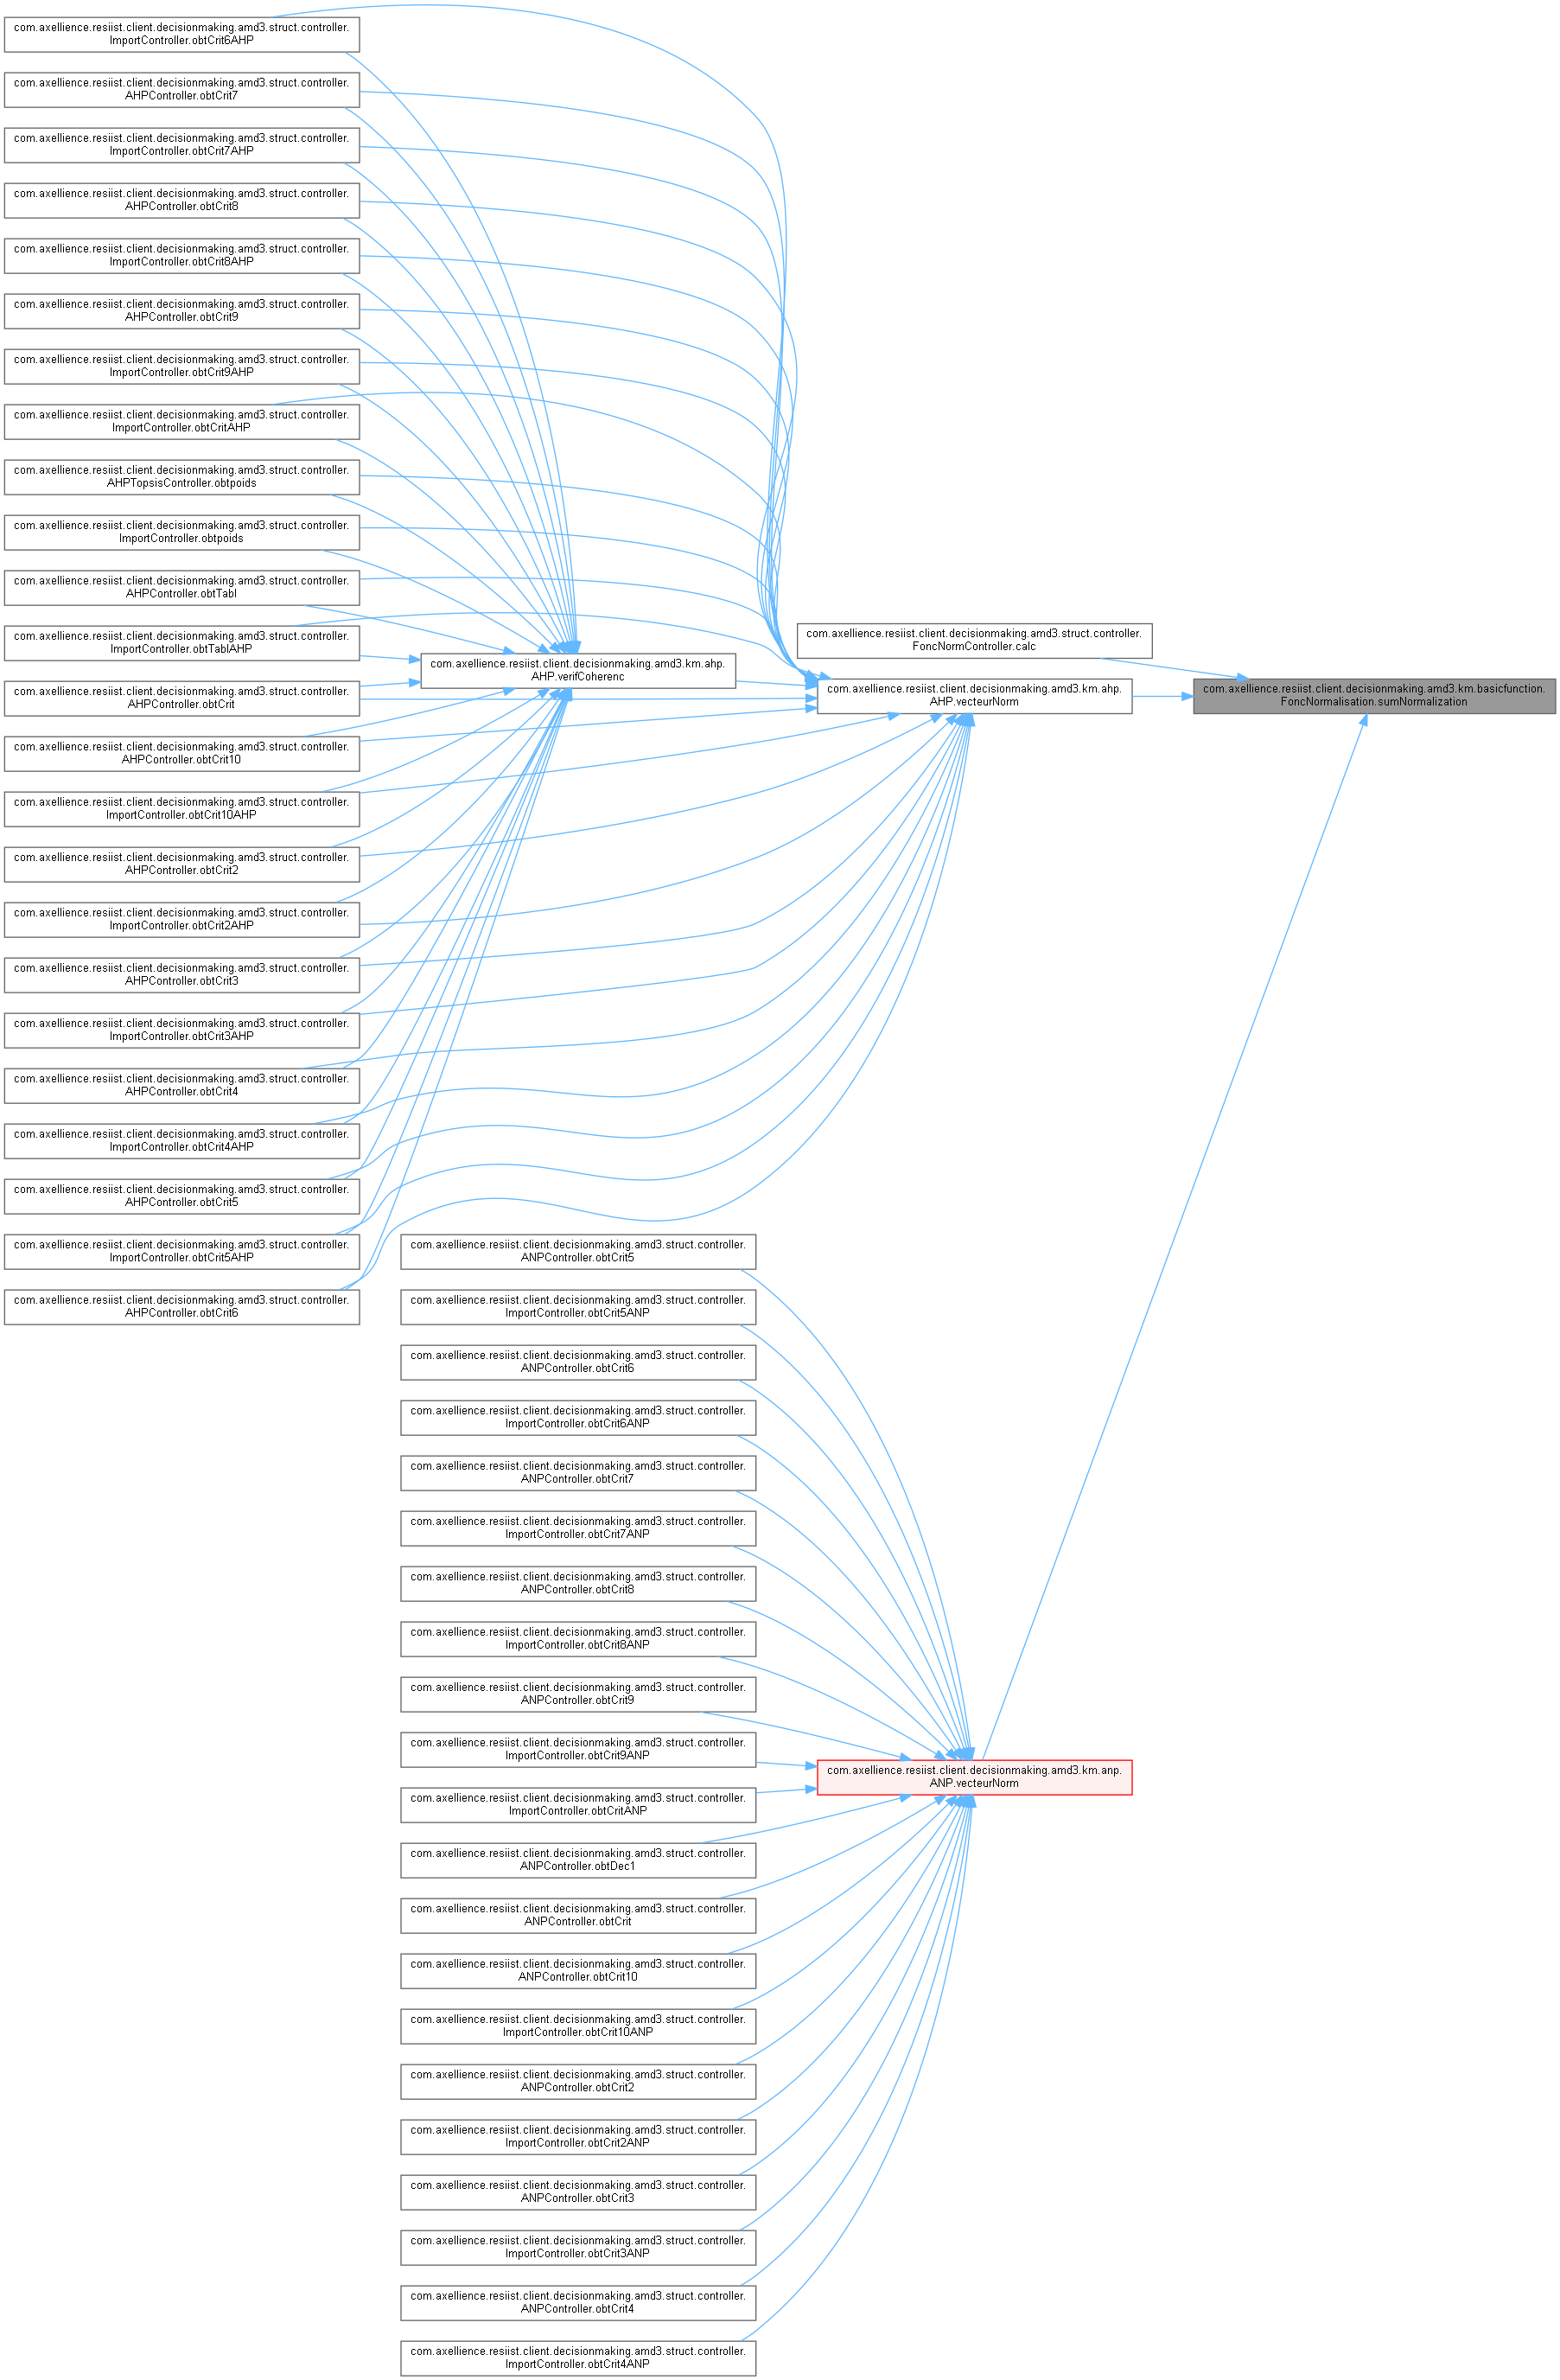 com.axellience.resiist.client.decisionmaking.amd3.struct.controller.
ImportController.obtCrit6AHP
com.axellience.resiist.client.decisionmaking.amd3.struct.controller.
AHPController.obtCrit7
com.axellience.resiist.client.decisionmaking.amd3.struct.controller.
ImportController.obtCrit7AHP
com.axellience.resiist.client.decisionmaking.amd3.struct.controller.
AHPController.obtCrit8
com.axellience.resiist.client.decisionmaking.amd3.struct.controller.
ImportController.obtCrit8AHP
com.axellience.resiist.client.decisionmaking.amd3.struct.controller.
AHPController.obtCrit9
com.axellience.resiist.client.decisionmaking.amd3.struct.controller.
ImportController.obtCrit9AHP
com.axellience.resiist.client.decisionmaking.amd3.struct.controller.
ImportController.obtCritAHP
com.axellience.resiist.client.decisionmaking.amd3.struct.controller.
AHPTopsisController.obtpoids
com.axellience.resiist.client.decisionmaking.amd3.struct.controller.
ImportController.obtpoids
com.axellience.resiist.client.decisionmaking.amd3.struct.controller.
AHPController.obtTabl
com.axellience.resiist.client.decisionmaking.amd3.struct.controller.
ImportController.obtTablAHP
com.axellience.resiist.client.decisionmaking.amd3.struct.controller.
AHPController.obtCrit
com.axellience.resiist.client.decisionmaking.amd3.struct.controller.
AHPController.obtCrit10
com.axellience.resiist.client.decisionmaking.amd3.struct.controller.
ImportController.obtCrit10AHP
com.axellience.resiist.client.decisionmaking.amd3.struct.controller.
AHPController.obtCrit2
com.axellience.resiist.client.decisionmaking.amd3.struct.controller.
ImportController.obtCrit2AHP
com.axellience.resiist.client.decisionmaking.amd3.struct.controller.
AHPController.obtCrit3
com.axellience.resiist.client.decisionmaking.amd3.struct.controller.
ImportController.obtCrit3AHP
com.axellience.resiist.client.decisionmaking.amd3.struct.controller.
AHPController.obtCrit4
com.axellience.resiist.client.decisionmaking.amd3.struct.controller.
ImportController.obtCrit4AHP
com.axellience.resiist.client.decisionmaking.amd3.struct.controller.
AHPController.obtCrit5
com.axellience.resiist.client.decisionmaking.amd3.struct.controller.
ImportController.obtCrit5AHP
com.axellience.resiist.client.decisionmaking.amd3.struct.controller.
AHPController.obtCrit6
com.axellience.resiist.client.decisionmaking.amd3.km.ahp.
AHP.verifCoherenc
com.axellience.resiist.client.decisionmaking.amd3.struct.controller.
FoncNormController.calc
com.axellience.resiist.client.decisionmaking.amd3.km.ahp.
AHP.vecteurNorm
com.axellience.resiist.client.decisionmaking.amd3.km.basicfunction.
FoncNormalisation.sumNormalization
com.axellience.resiist.client.decisionmaking.amd3.struct.controller.
ANPController.obtCrit5
com.axellience.resiist.client.decisionmaking.amd3.struct.controller.
ImportController.obtCrit5ANP
com.axellience.resiist.client.decisionmaking.amd3.struct.controller.
ANPController.obtCrit6
com.axellience.resiist.client.decisionmaking.amd3.struct.controller.
ImportController.obtCrit6ANP
com.axellience.resiist.client.decisionmaking.amd3.struct.controller.
ANPController.obtCrit7
com.axellience.resiist.client.decisionmaking.amd3.struct.controller.
ImportController.obtCrit7ANP
com.axellience.resiist.client.decisionmaking.amd3.struct.controller.
ANPController.obtCrit8
com.axellience.resiist.client.decisionmaking.amd3.struct.controller.
ImportController.obtCrit8ANP
com.axellience.resiist.client.decisionmaking.amd3.struct.controller.
ANPController.obtCrit9
com.axellience.resiist.client.decisionmaking.amd3.struct.controller.
ImportController.obtCrit9ANP
com.axellience.resiist.client.decisionmaking.amd3.struct.controller.
ImportController.obtCritANP
com.axellience.resiist.client.decisionmaking.amd3.struct.controller.
ANPController.obtDec1
com.axellience.resiist.client.decisionmaking.amd3.struct.controller.
ANPController.obtCrit
com.axellience.resiist.client.decisionmaking.amd3.struct.controller.
ANPController.obtCrit10
com.axellience.resiist.client.decisionmaking.amd3.struct.controller.
ImportController.obtCrit10ANP
com.axellience.resiist.client.decisionmaking.amd3.struct.controller.
ANPController.obtCrit2
com.axellience.resiist.client.decisionmaking.amd3.struct.controller.
ImportController.obtCrit2ANP
com.axellience.resiist.client.decisionmaking.amd3.struct.controller.
ANPController.obtCrit3
com.axellience.resiist.client.decisionmaking.amd3.struct.controller.
ImportController.obtCrit3ANP
com.axellience.resiist.client.decisionmaking.amd3.struct.controller.
ANPController.obtCrit4
com.axellience.resiist.client.decisionmaking.amd3.struct.controller.
ImportController.obtCrit4ANP
com.axellience.resiist.client.decisionmaking.amd3.km.anp.
ANP.vecteurNorm